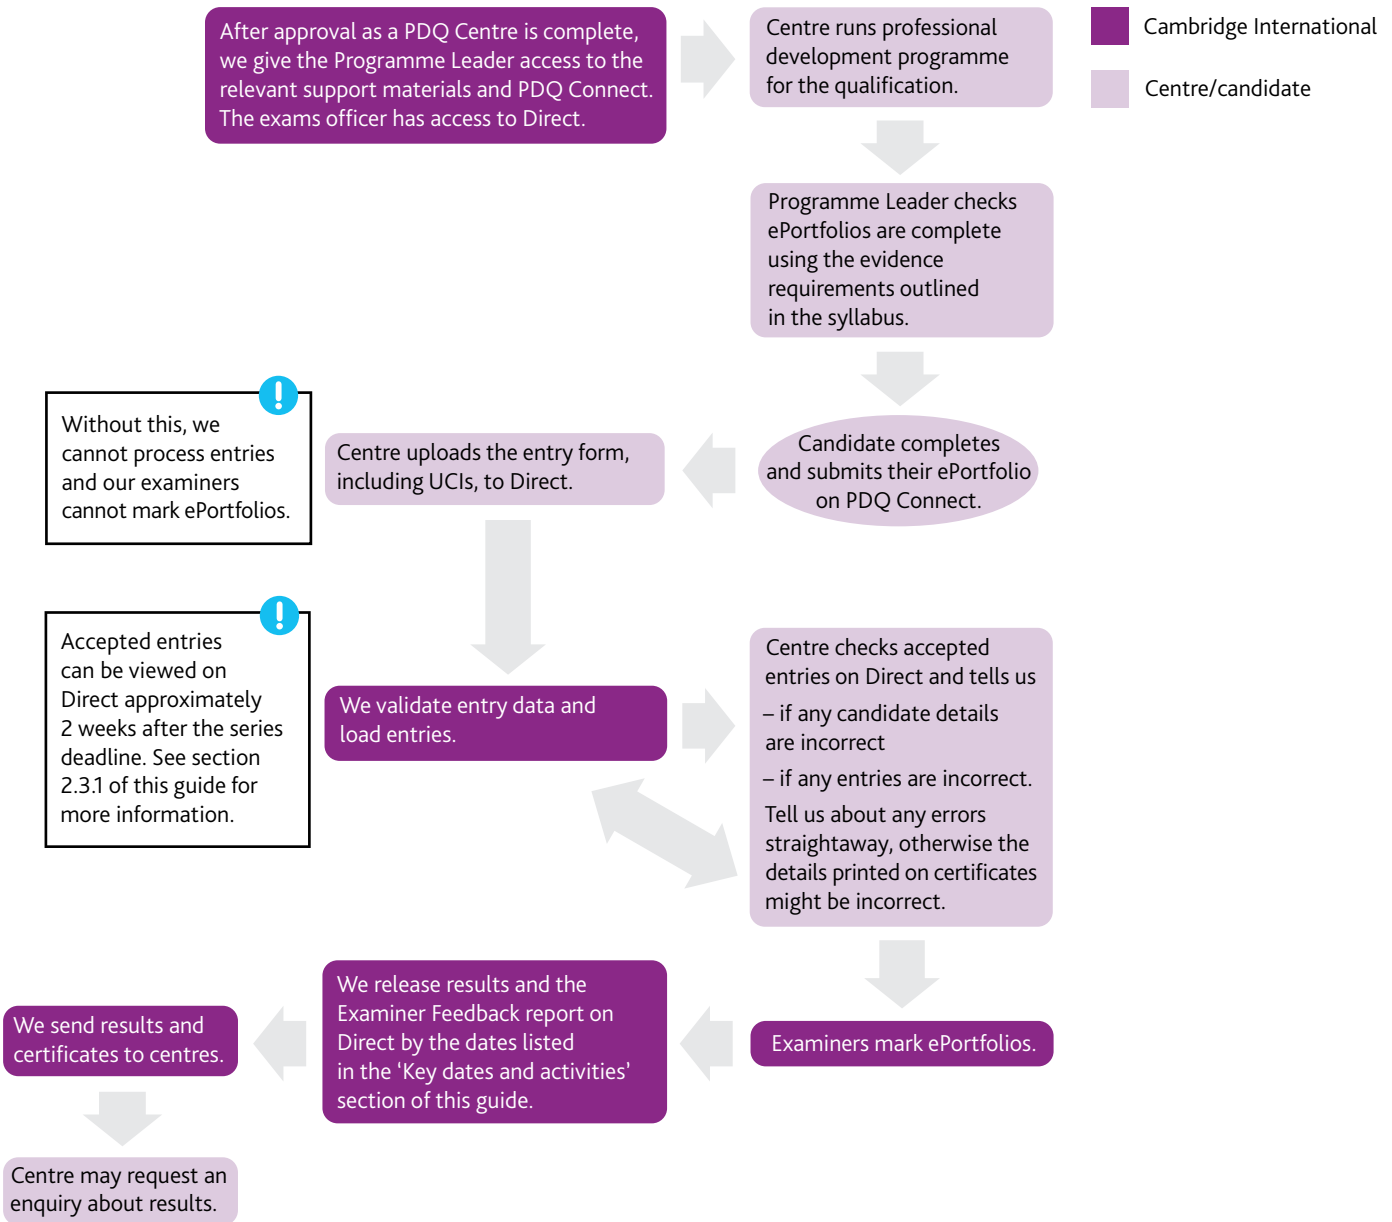 After approval as a PDQ Centre is complete,
we give the Programme Leader access to the
relevant support materials and PDQ Connect.
The exams officer has access to Direct.
Centre runs professional
development programme
for the qualification.
Cambridge International
Centre/candidate
Programme Leader checks
ePortfolios are complete
using the evidence
requirements outlined
in the syllabus.
Candidate completes
and submits their ePortfolio
on PDQ Connect.
Centre uploads the entry form,
including UCIs, to Direct.
!
Without this, we
cannot process entries
and our examiners
cannot mark ePortfolios.
!
Accepted entries
can be viewed on
Direct approximately
2 weeks after the series
deadline. See section
2.3.1 of this guide for
more information.
We validate entry data and
load entries.
Centre checks accepted
entries on Direct and tells us
– if any candidate details
are incorrect
– if any entries are incorrect.
Tell us about any errors
straightaway, otherwise the
details printed on certificates
might be incorrect.
Examiners mark ePortfolios.
We release results and the
Examiner Feedback report on
Direct by the dates listed
in the ‘Key dates and activities’
section of this guide.
We send results and
certificates to centres.
Centre may request an
enquiry about results.